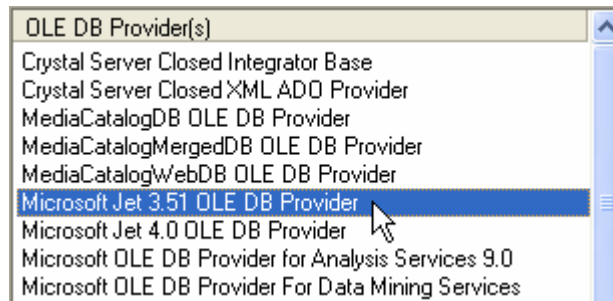 OLE DB Provider(s)
Crystal Server Closed Integrator Base
Crystal Server Closed XML ADO Provider
MediaCatalogDB OLE DB Provider
MediaCatalogMergedDB OLE DB Provider
MediaCatalogWebDB OLE DB Provider
Microsoft Jet 3.51 OLE DB Provider
Microsoft Jet 4.0 OLE DB Provider
Microsoft OLE DB Provider for Analysis Services 9.0
Microsoft OLE DB Provider For Data Mining Services